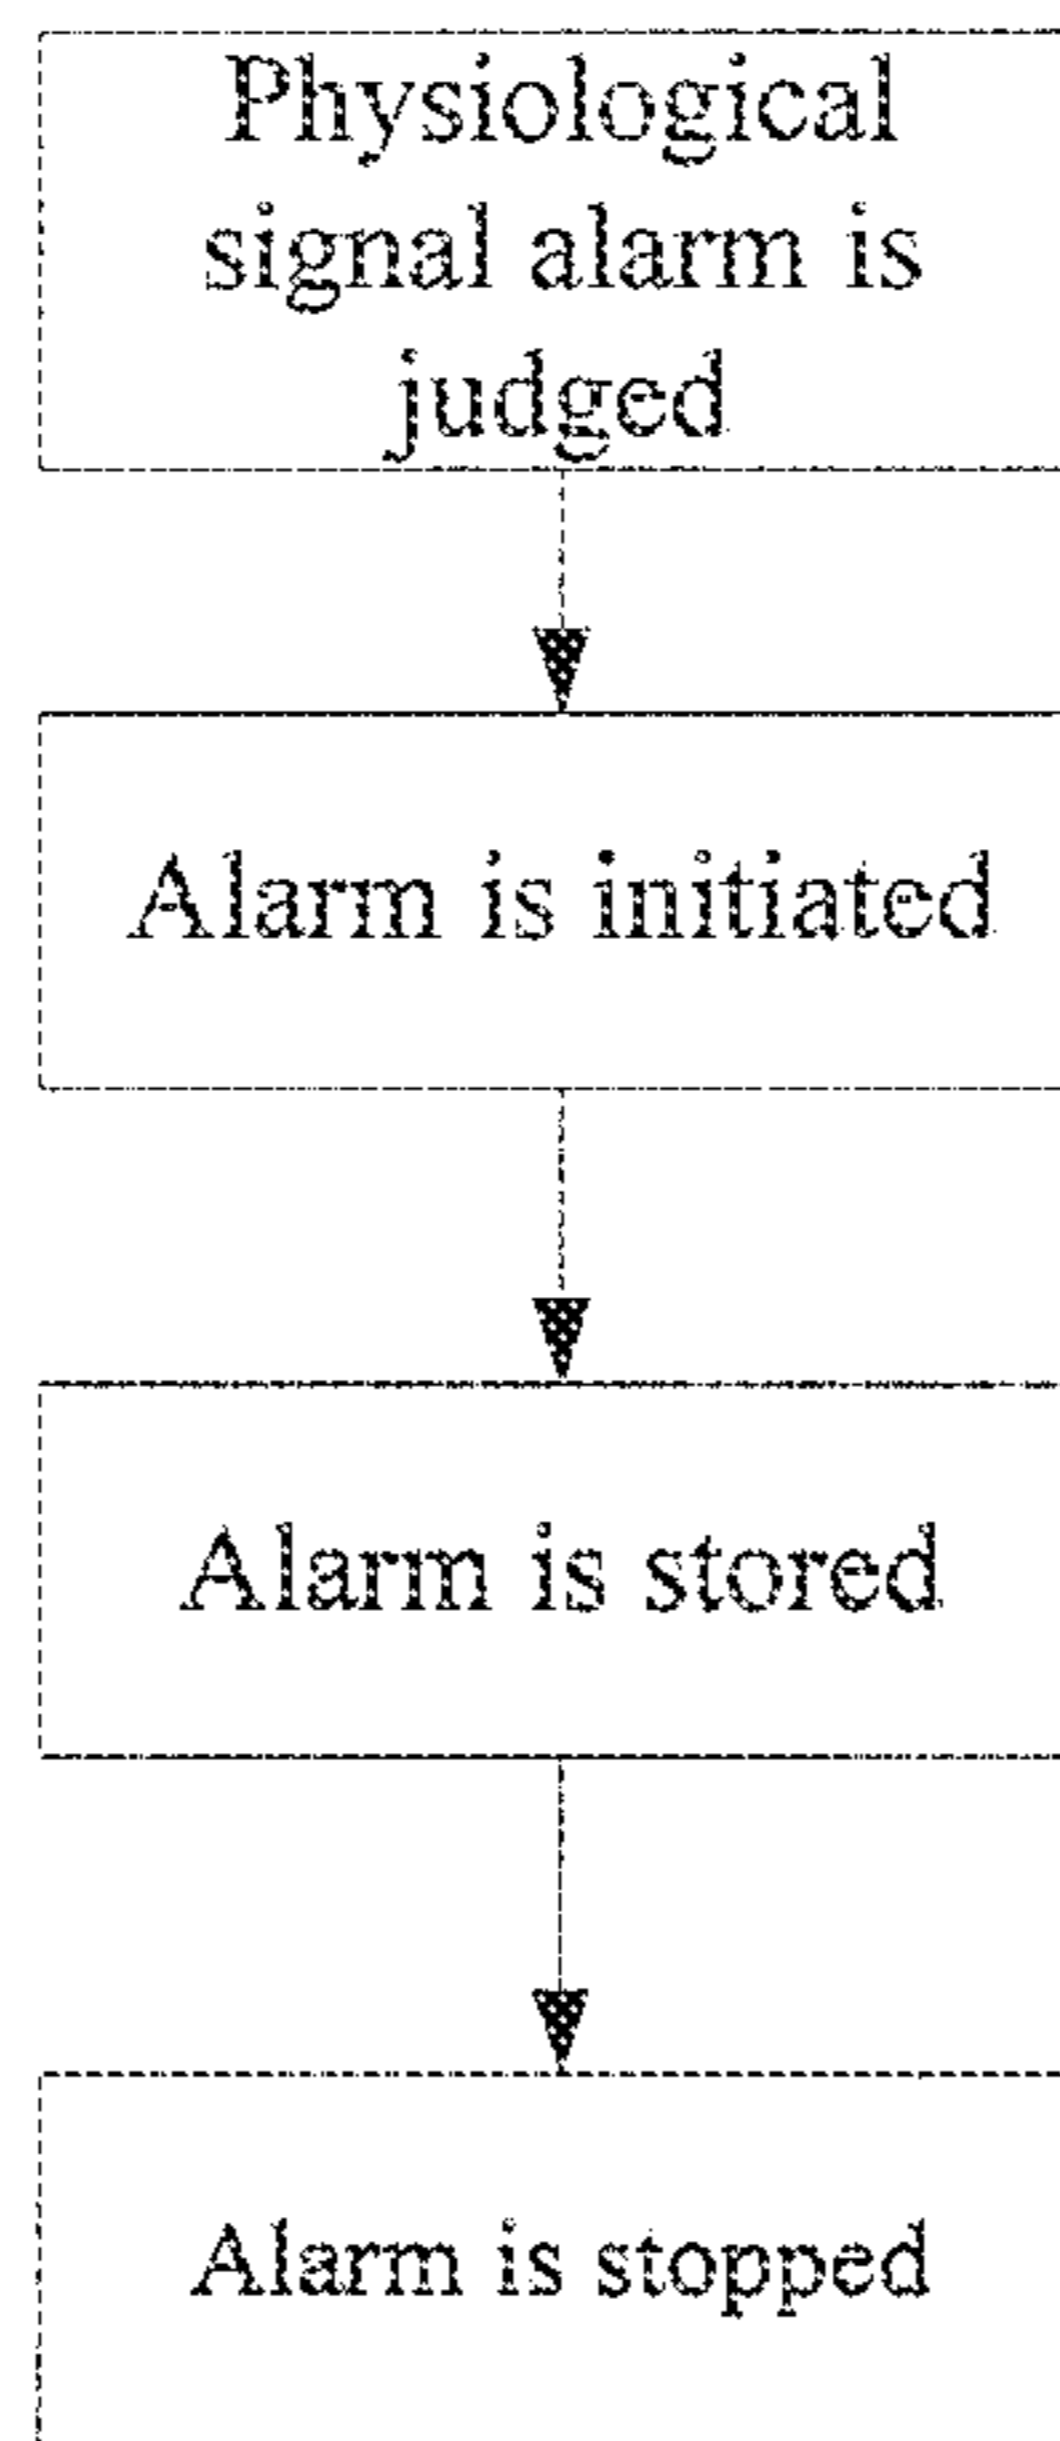 Physiological
signal alarm is
judged
Alarm is initiated
Alarm is stored
Alarm is stopped